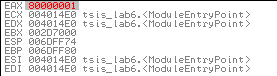 EAX 80000001
ECX 004014E0 tsis_lab6.<ModuleEntryPoint>
EDX 004014E0 tsis_lab6.<ModuleEntryPoint>
EBX 002D7000
ESP 006DFF74
EBP 006DFF80
ESI 004014E0 tsis_lab6.<ModuleEntryPoint>
EDI 004014E0 tsis_lab6.<ModuleEntryPoint>